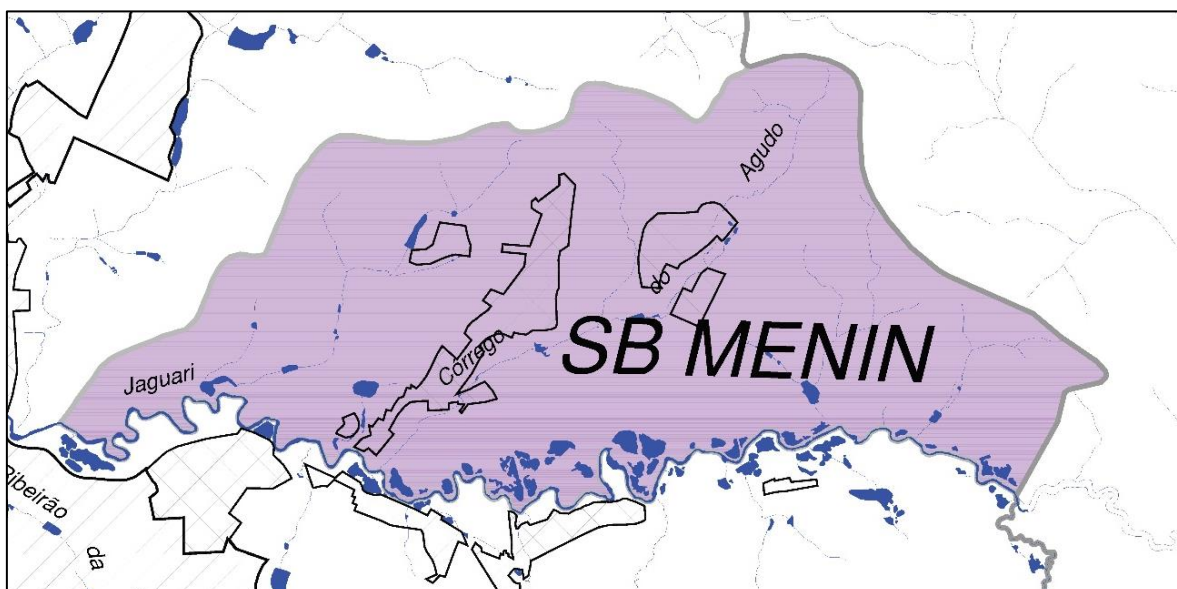 Agudo
do
SB MENIN
Córrego
Jaguari
Ribeirão
da